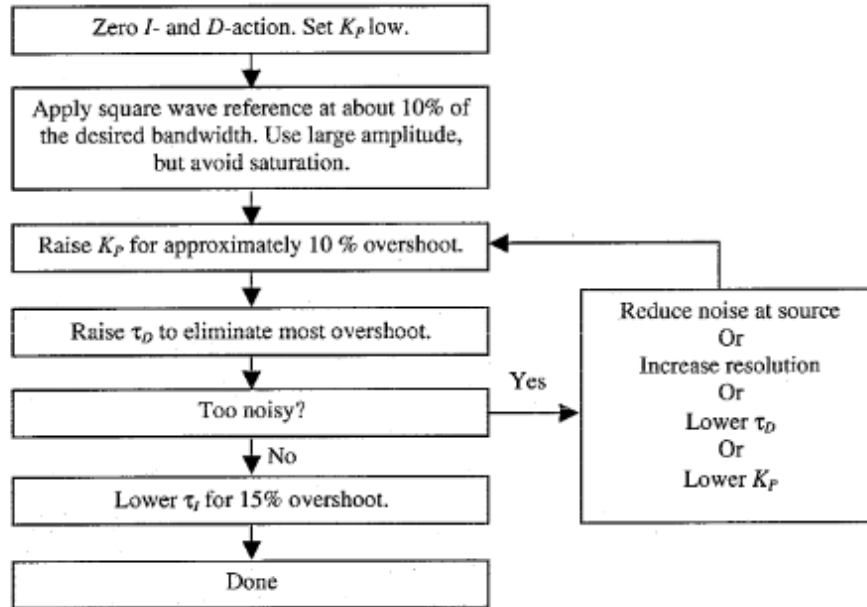 Zero I- and D-action. Set K_P low.
Apply square wave reference at about 10% of
the desired bandwidth. Use large amplitude,
but avoid saturation.
Raise K_P for approximately 10 % overshoot.
Raise τ_D to eliminate most overshoot.
Too noisy?
Yes
No
Reduce noise at source
Or
Increase resolution
Or
Lower τ_D
Or
Lower K_P
Lower τ_I for 15% overshoot.
Done